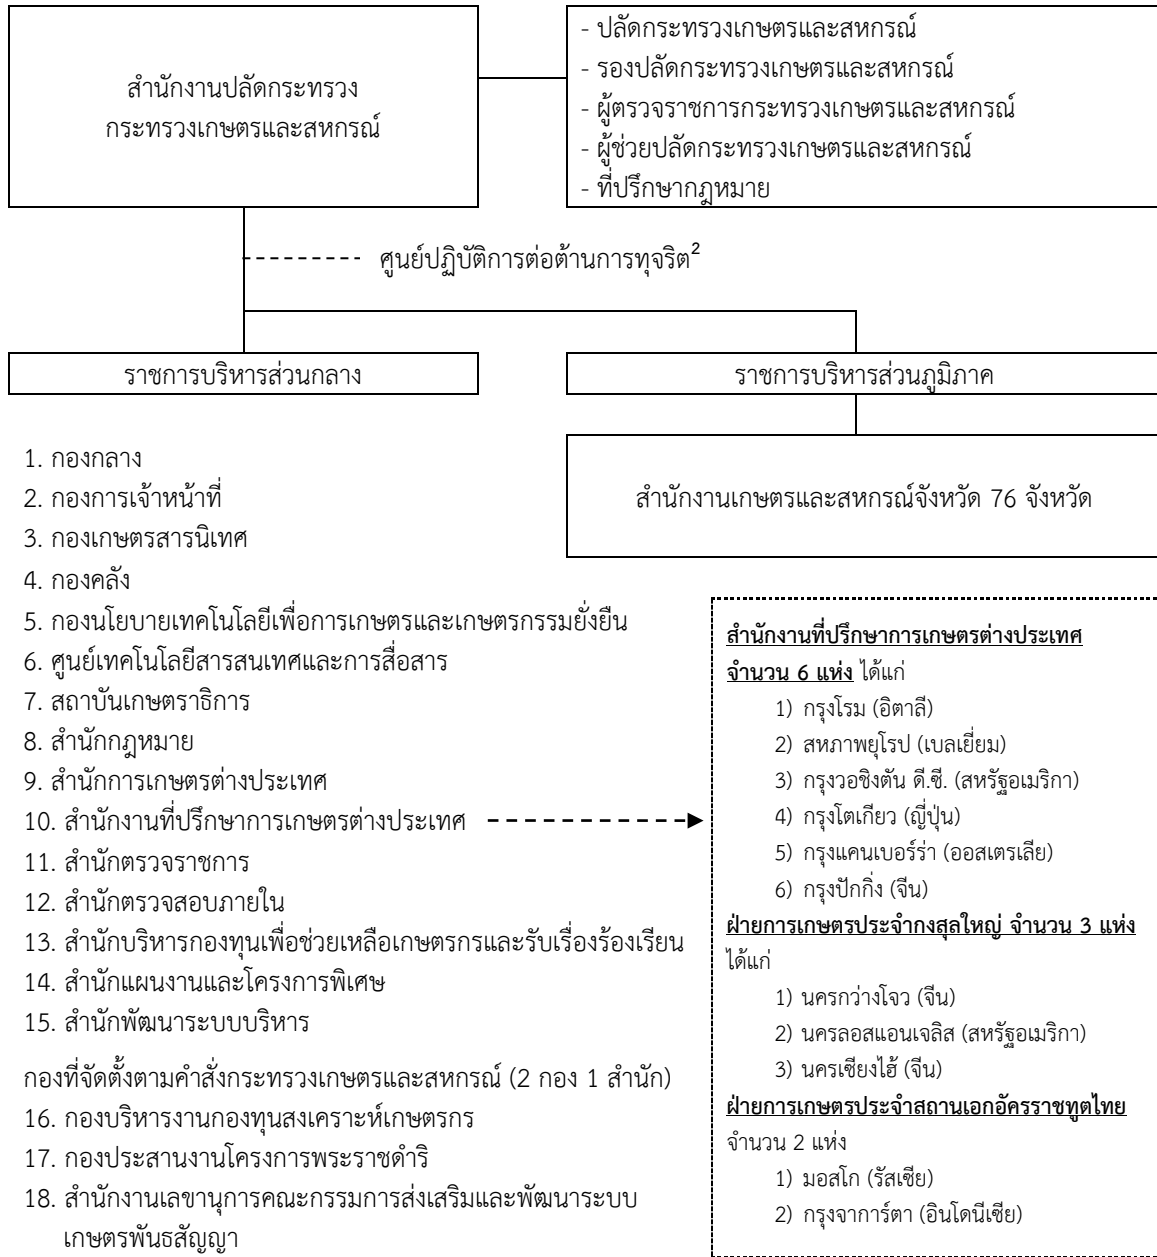 สำนักงานปลัดกระทรวง
กระทรวงเกษตรและสหกรณ์
- ปลัดกระทรวงเกษตรและสหกรณ์
- รองปลัดกระทรวงเกษตรและสหกรณ์
- ผู้ตรวจราชการกระทรวงเกษตรและสหกรณ์
- ผู้ช่วยปลัดกระทรวงเกษตรและสหกรณ์
- ที่ปรึกษากฎหมาย
ศูนย์ปฏิบัติการต่อต้านการทุจริต²
ราชการบริหารส่วนกลาง
ราชการบริหารส่วนภูมิภาค
สำนักงานเกษตรและสหกรณ์จังหวัด 76 จังหวัด
1. กองกลาง
2. กองการเจ้าหน้าที่
3. กองเกษตรสารนิเทศ
4. กองคลัง
5. กองนโยบายเทคโนโลยีเพื่อการเกษตรและเกษตรกรรมยั่งยืน
6. ศูนย์เทคโนโลยีสารสนเทศและการสื่อสาร
7. สถาบันเกษตราธิการ
8. สำนักกฎหมาย
9. สำนักการเกษตรต่างประเทศ
10. สำนักงานที่ปรึกษาการเกษตรต่างประเทศ
11. สำนักตรวจราชการ
12. สำนักตรวจสอบภายใน
13. สำนักบริหารกองทุนเพื่อช่วยเหลือเกษตรกรและรับเรื่องร้องเรียน
14. สำนักแผนงานและโครงการพิเศษ
15. สำนักพัฒนาระบบบริหาร
กองที่จัดตั้งตามคำสั่งกระทรวงเกษตรและสหกรณ์ (2 กอง 1 สำนัก)
16. กองบริหารงานกองทุนสงเคราะห์เกษตรกร
17. กองประสานงานโครงการพระราชดำริ
18. สำนักงานเลขานุการคณะกรรมการส่งเสริมและพัฒนาระบบ
เกษตรพันธสัญญา
สำนักงานที่ปรึกษาการเกษตรต่างประเทศ
จำนวน 6 แห่ง ได้แก่
1) กรุงโรม (อิตาลี)
2) สหภาพยุโรป (เบลเยี่ยม)
3) กรุงวอชิงตัน ดี.ซี. (สหรัฐอเมริกา)
4) กรุงโตเกียว (ญี่ปุ่น)
5) กรุงแคนเบอร์ร่า (ออสเตรเลีย)
6) กรุงปักกิ่ง (จีน)
ฝ่ายการเกษตรประจำกงสุลใหญ่ จำนวน 3 แห่ง
ได้แก่
1) นครกว่างโจว (จีน)
2) นครลอสแอนเจลิส (สหรัฐอเมริกา)
3) นครเซี่ยงไฮ้ (จีน)
ฝ่ายการเกษตรประจำสถานเอกอัครราชทูตไทย
จำนวน 2 แห่ง
1) มอสโก (รัสเซีย)
2) กรุงจาการ์ตา (อินโดนีเซีย)